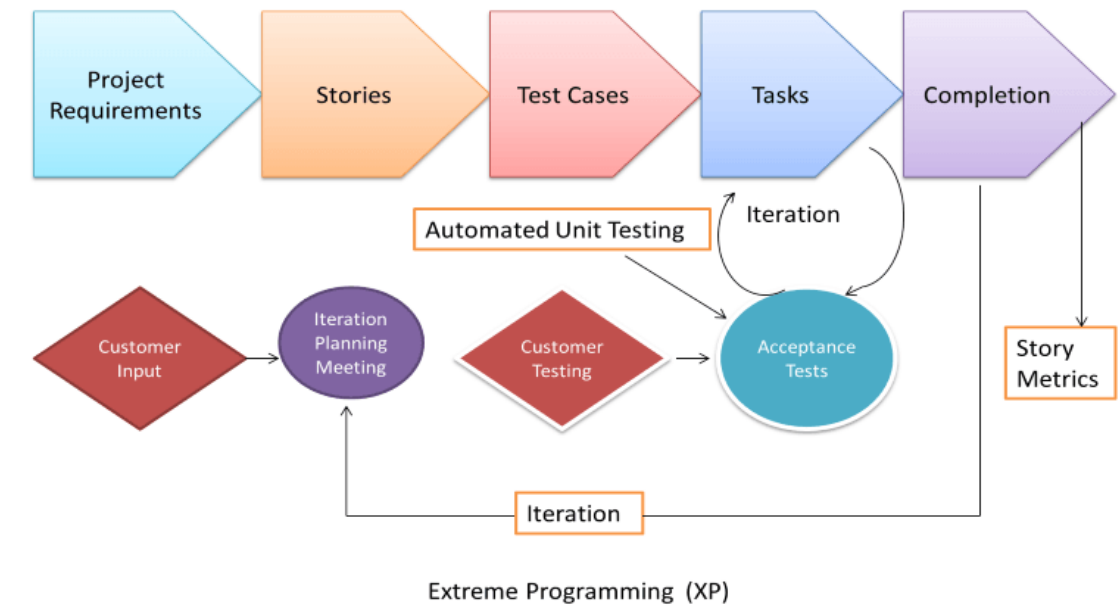 Project
Requirements
Stories
Test Cases
Tasks
Completion
Iteration
Automated Unit Testing
Customer
Input
Iteration
Planning
Meeting
Customer
Testing
Acceptance
Tests
Story
Metrics
Iteration
Extreme Programming (XP)